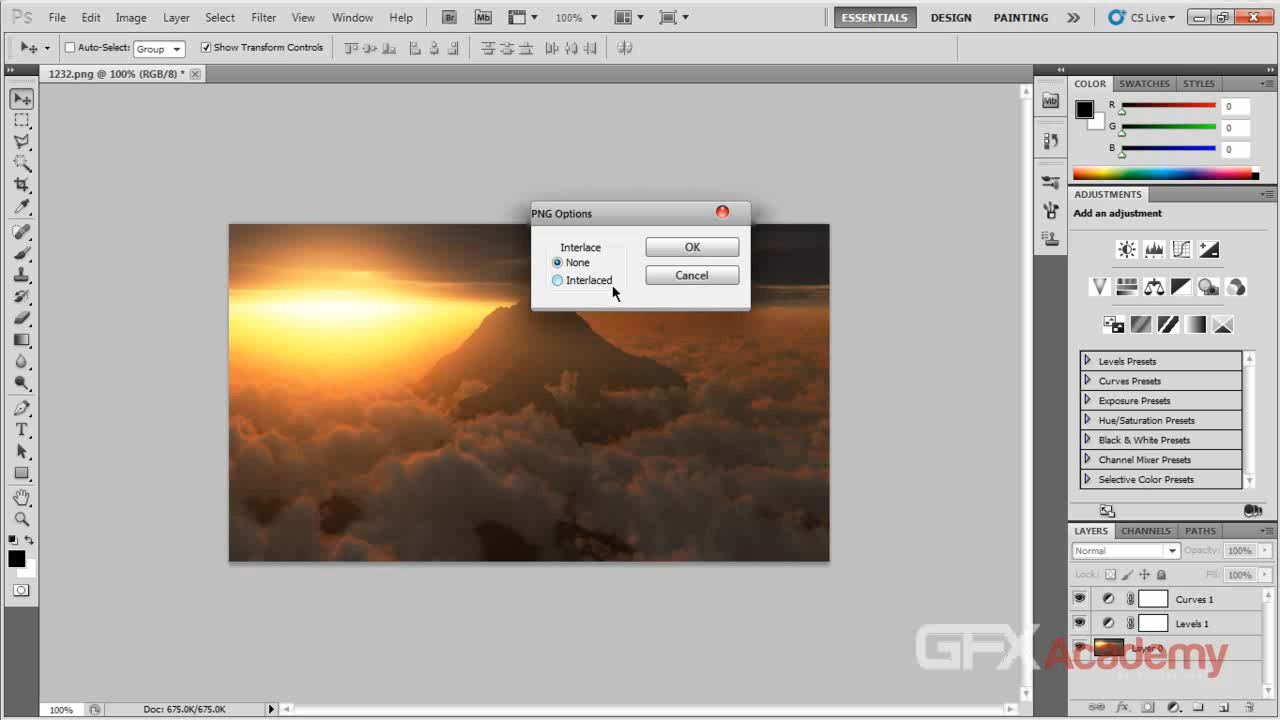 Ps File Edit Image Layer Select Filter View Window Help Br Mb 100% ESSENTIALS DESIGN PAINTING CS Live
Auto-Select: Group Show Transform Controls
1232.png @ 100% (RGB/8) *
PNG Options
Interlace
None
Interlaced
OK
Cancel
Mb
COLOR SWATCHES STYLES
R 0
G 0
B 0
ADJUSTMENTS
Add an adjustment
Levels Presets
Curves Presets
Exposure Presets
Hue/Saturation Presets
Black & White Presets
Channel Mixer Presets
Selective Color Presets
LAYERS CHANNELS PATHS
Normal Opacity: 100%
Lock: Fill: 100%
Curves 1
Levels 1
Layer 0
GFX Academy
100% Doc: 675.0K/675.0K